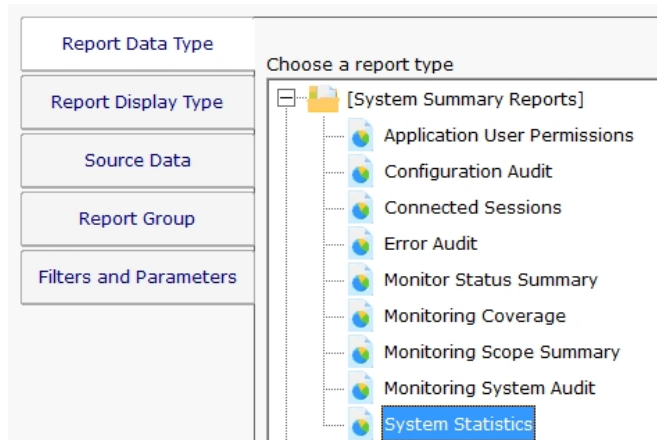 Report Data Type
Report Display Type
Source Data
Report Group
Filters and Parameters
Choose a report type
[System Summary Reports]
Application User Permissions
Configuration Audit
Connected Sessions
Error Audit
Monitor Status Summary
Monitoring Coverage
Monitoring Scope Summary
Monitoring System Audit
System Statistics